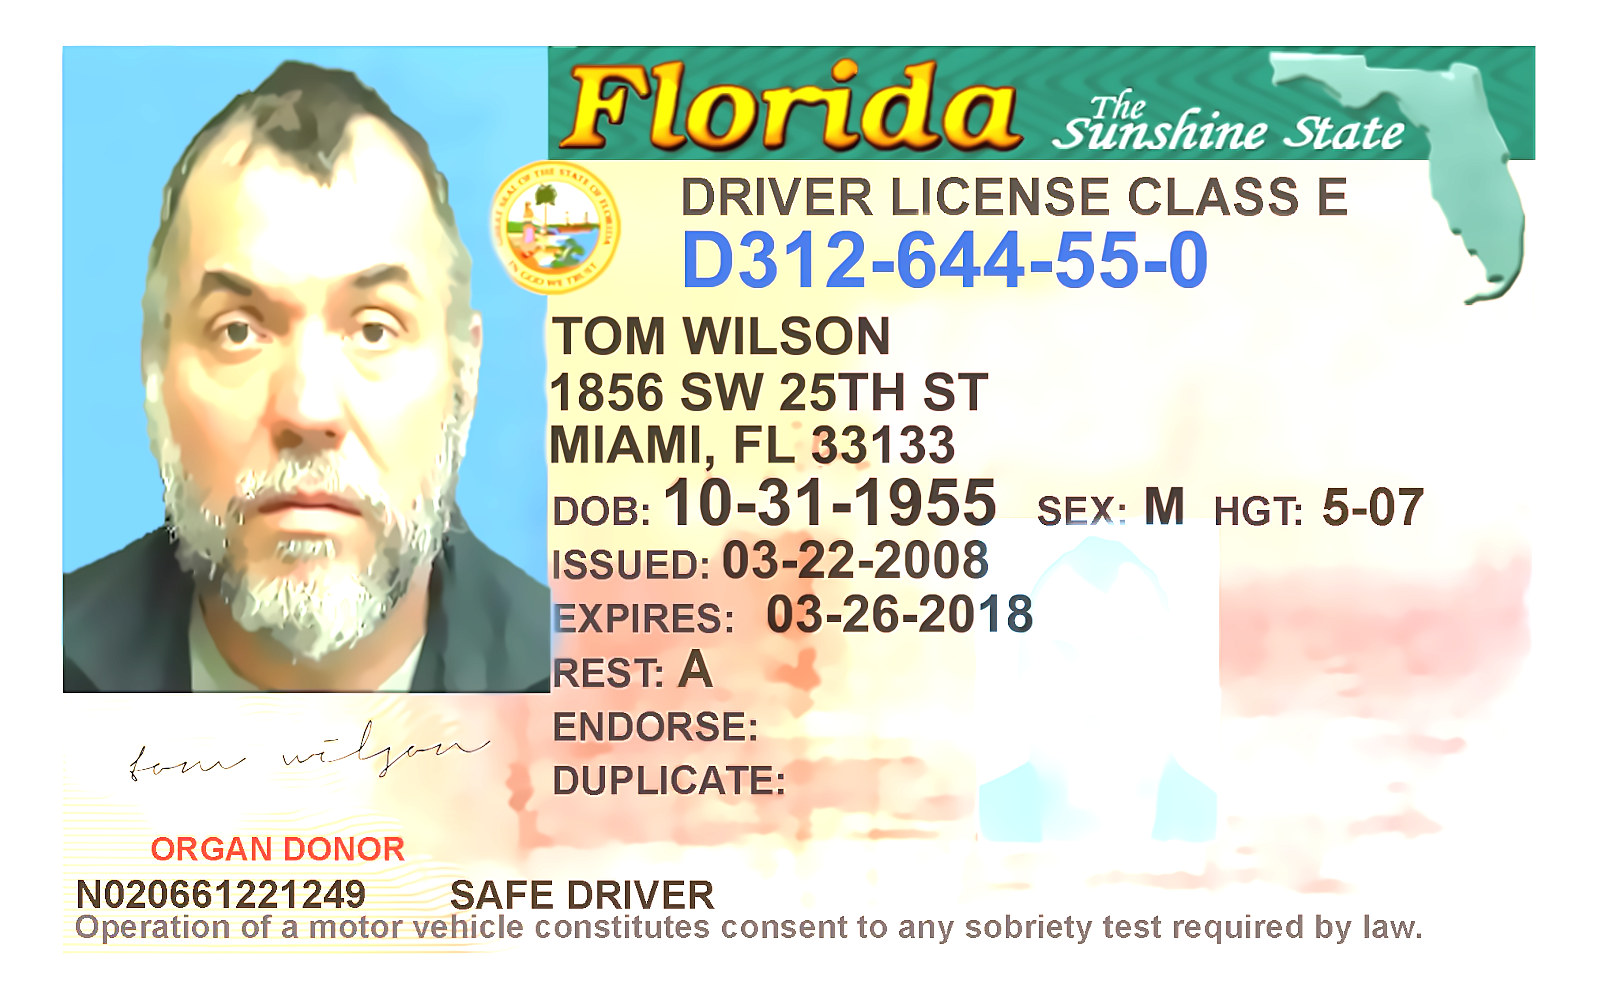 Florida The Sunshine State
GREAT SEAL OF THE STATE OF FLORIDA
IN GOD WE TRUST
DRIVER LICENSE CLASS E
D312-644-55-0
TOM WILSON
1856 SW 25TH ST
MIAMI, FL 33133
DOB: 10-31-1955 SEX: M HGT: 5-07
ISSUED: 03-22-2008
EXPIRES: 03-26-2018
REST: A
ENDORSE:
DUPLICATE:
tom wilson
ORGAN DONOR
N020661221249 SAFE DRIVER
Operation of a motor vehicle constitutes consent to any sobriety test required by law.